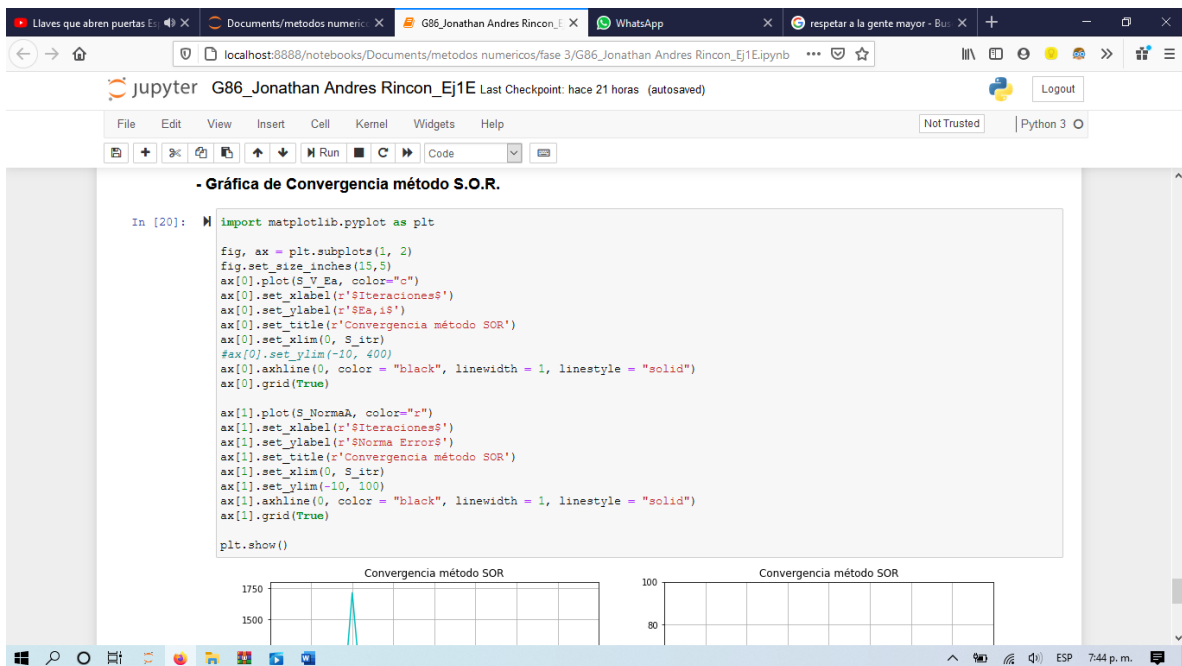 Llaves que abren puertas Es
Documents/metodos numeric
G86_Jonathan Andres Rincon_E
WhatsApp
respetar a la gente mayor - Bus
localhost:8888/notebooks/Documents/metodos numericos/fase 3/G86_Jonathan Andres Rincon_Ej1E.ipynb
jupyter G86_Jonathan Andres Rincon_Ej1E Last Checkpoint: hace 21 horas (autosaved)
Logout
File Edit View Insert Cell Kernel Widgets Help
Not Trusted
Python 3
Run
Code
- Gráfica de Convergencia método S.O.R.
In [20]:
import matplotlib.pyplot as plt
fig, ax = plt.subplots(1, 2)
fig.set_size_inches(15,5)
ax[0].plot(S_V_Ea, color="c")
ax[0].set_xlabel(r'$Iteraciones$')
ax[0].set_ylabel(r'$Ea,i$')
ax[0].set_title(r'Convergencia método SOR')
ax[0].set_xlim(0, S_itr)
#ax[0].set_ylim(-10, 400)
ax[0].axhline(0, color = "black", linewidth = 1, linestyle = "solid")
ax[0].grid(True)
ax[1].plot(S_NormaA, color="r")
ax[1].set_xlabel(r'$Iteraciones$')
ax[1].set_ylabel(r'$Norma Error$')
ax[1].set_title(r'Convergencia método SOR')
ax[1].set_xlim(0, S_itr)
ax[1].set_ylim(-10, 100)
ax[1].axhline(0, color = "black", linewidth = 1, linestyle = "solid")
ax[1].grid(True)
plt.show()
Convergencia método SOR
1750
1500
Convergencia método SOR
100
80
ESP
7:44 p. m.